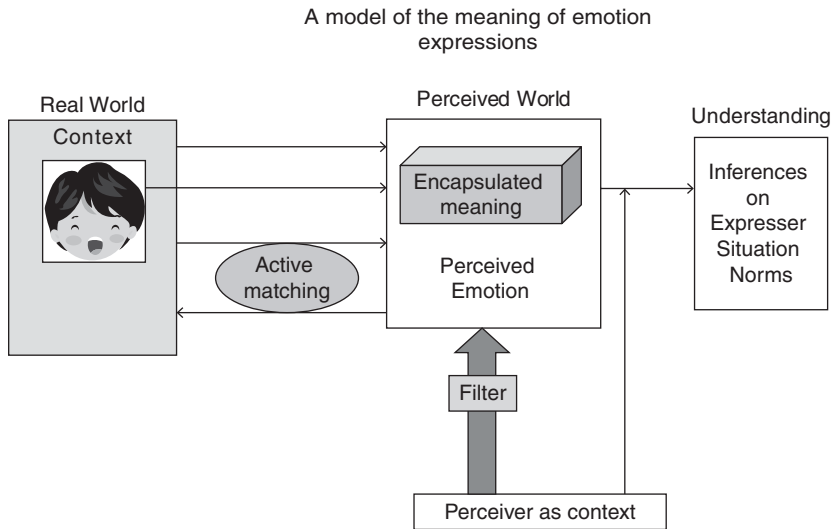 A model of the meaning of emotion
expressions
Real World
Context
Active
matching
Perceived World
Encapsulated
meaning
Perceived
Emotion
Filter
Perceiver as context
Understanding
Inferences
on
Expresser
Situation
Norms